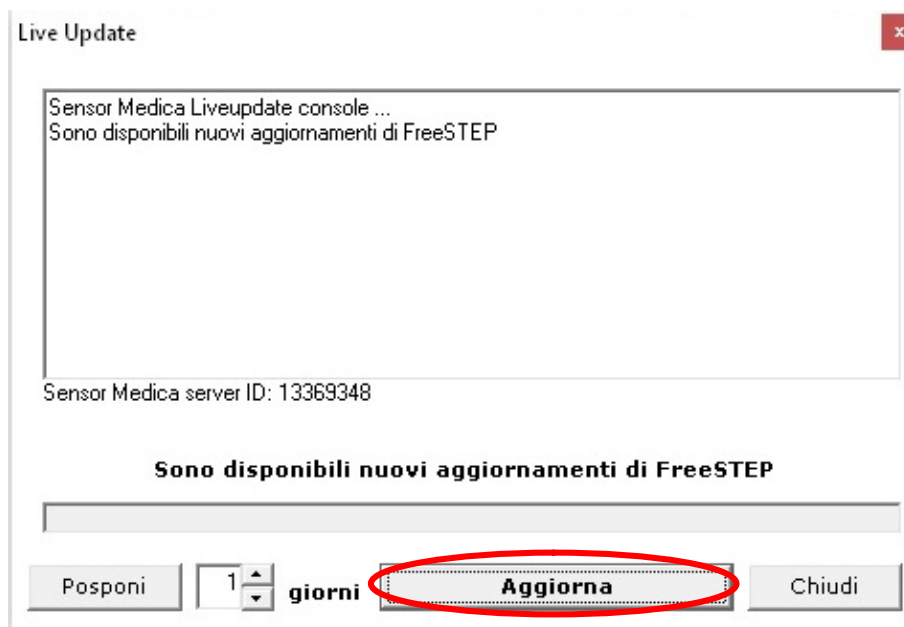 Live Update
x
Sensor Medica Liveupdate console ...
Sono disponibili nuovi aggiornamenti di FreeSTEP
Sensor Medica server ID: 13369348
Sono disponibili nuovi aggiornamenti di FreeSTEP
Posponi 1 giorni Aggiorna Chiudi